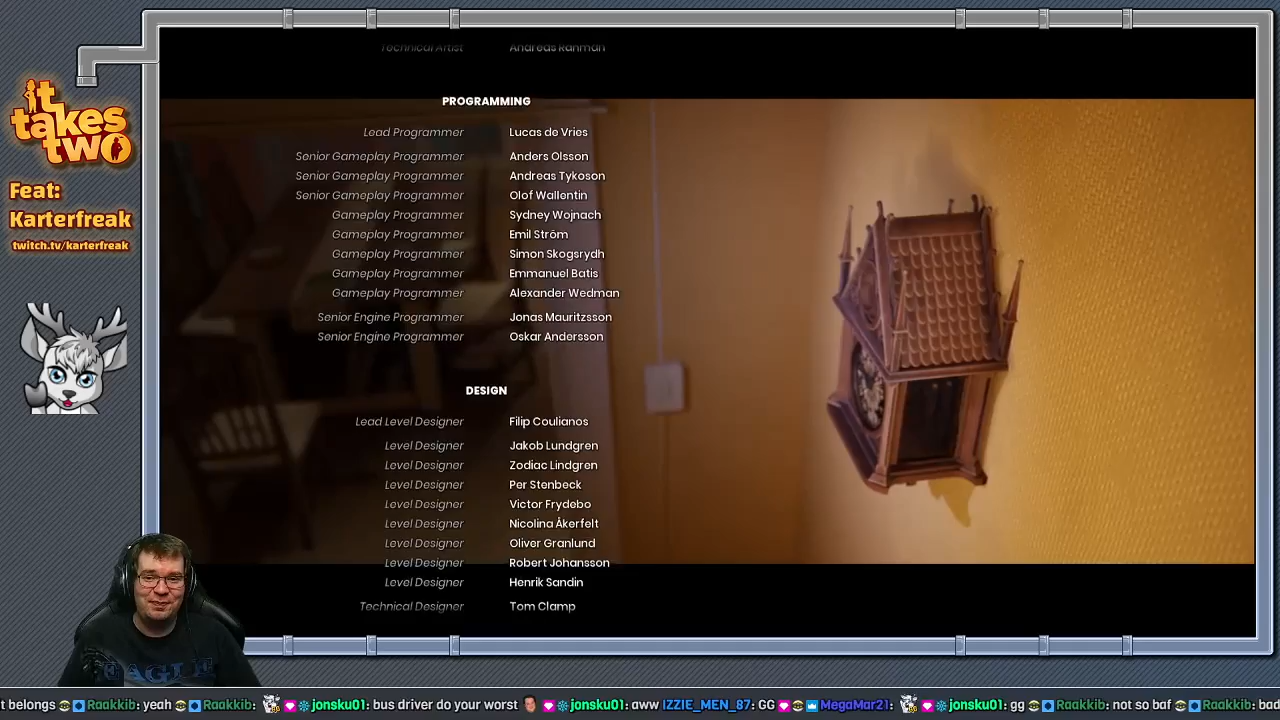 Technical Artist Andreas Rahman
it takes two
PROGRAMMING
Lead Programmer Lucas de Vries
Senior Gameplay Programmer Anders Olsson
Senior Gameplay Programmer Andreas Tykoson
Senior Gameplay Programmer Olof Wallentin
Gameplay Programmer Sydney Wojnach
Gameplay Programmer Emil Ström
Gameplay Programmer Simon Skogsrydh
Gameplay Programmer Emmanuel Batis
Gameplay Programmer Alexander Wedman
Senior Engine Programmer Jonas Mauritzsson
Senior Engine Programmer Oskar Andersson
Feat:
Karterfreak
twitch.tv/karterfreak
DESIGN
Lead Level Designer Filip Coulianos
Level Designer Jakob Lundgren
Level Designer Zodiac Lindgren
Level Designer Per Stenbeck
Level Designer Victor Frydebo
Level Designer Nicolina Åkerfelt
Level Designer Oliver Granlund
Level Designer Robert Johansson
Level Designer Henrik Sandin
Technical Designer Tom Clamp
EAGLE
t belongs Raakkib: yeah Raakkib: jonsku01: bus driver do your worst jonsku01: aww IZZIE_MEN_87: GG MegaMar21: jonsku01: gg Raakkib: not so baf Raakkib: bad